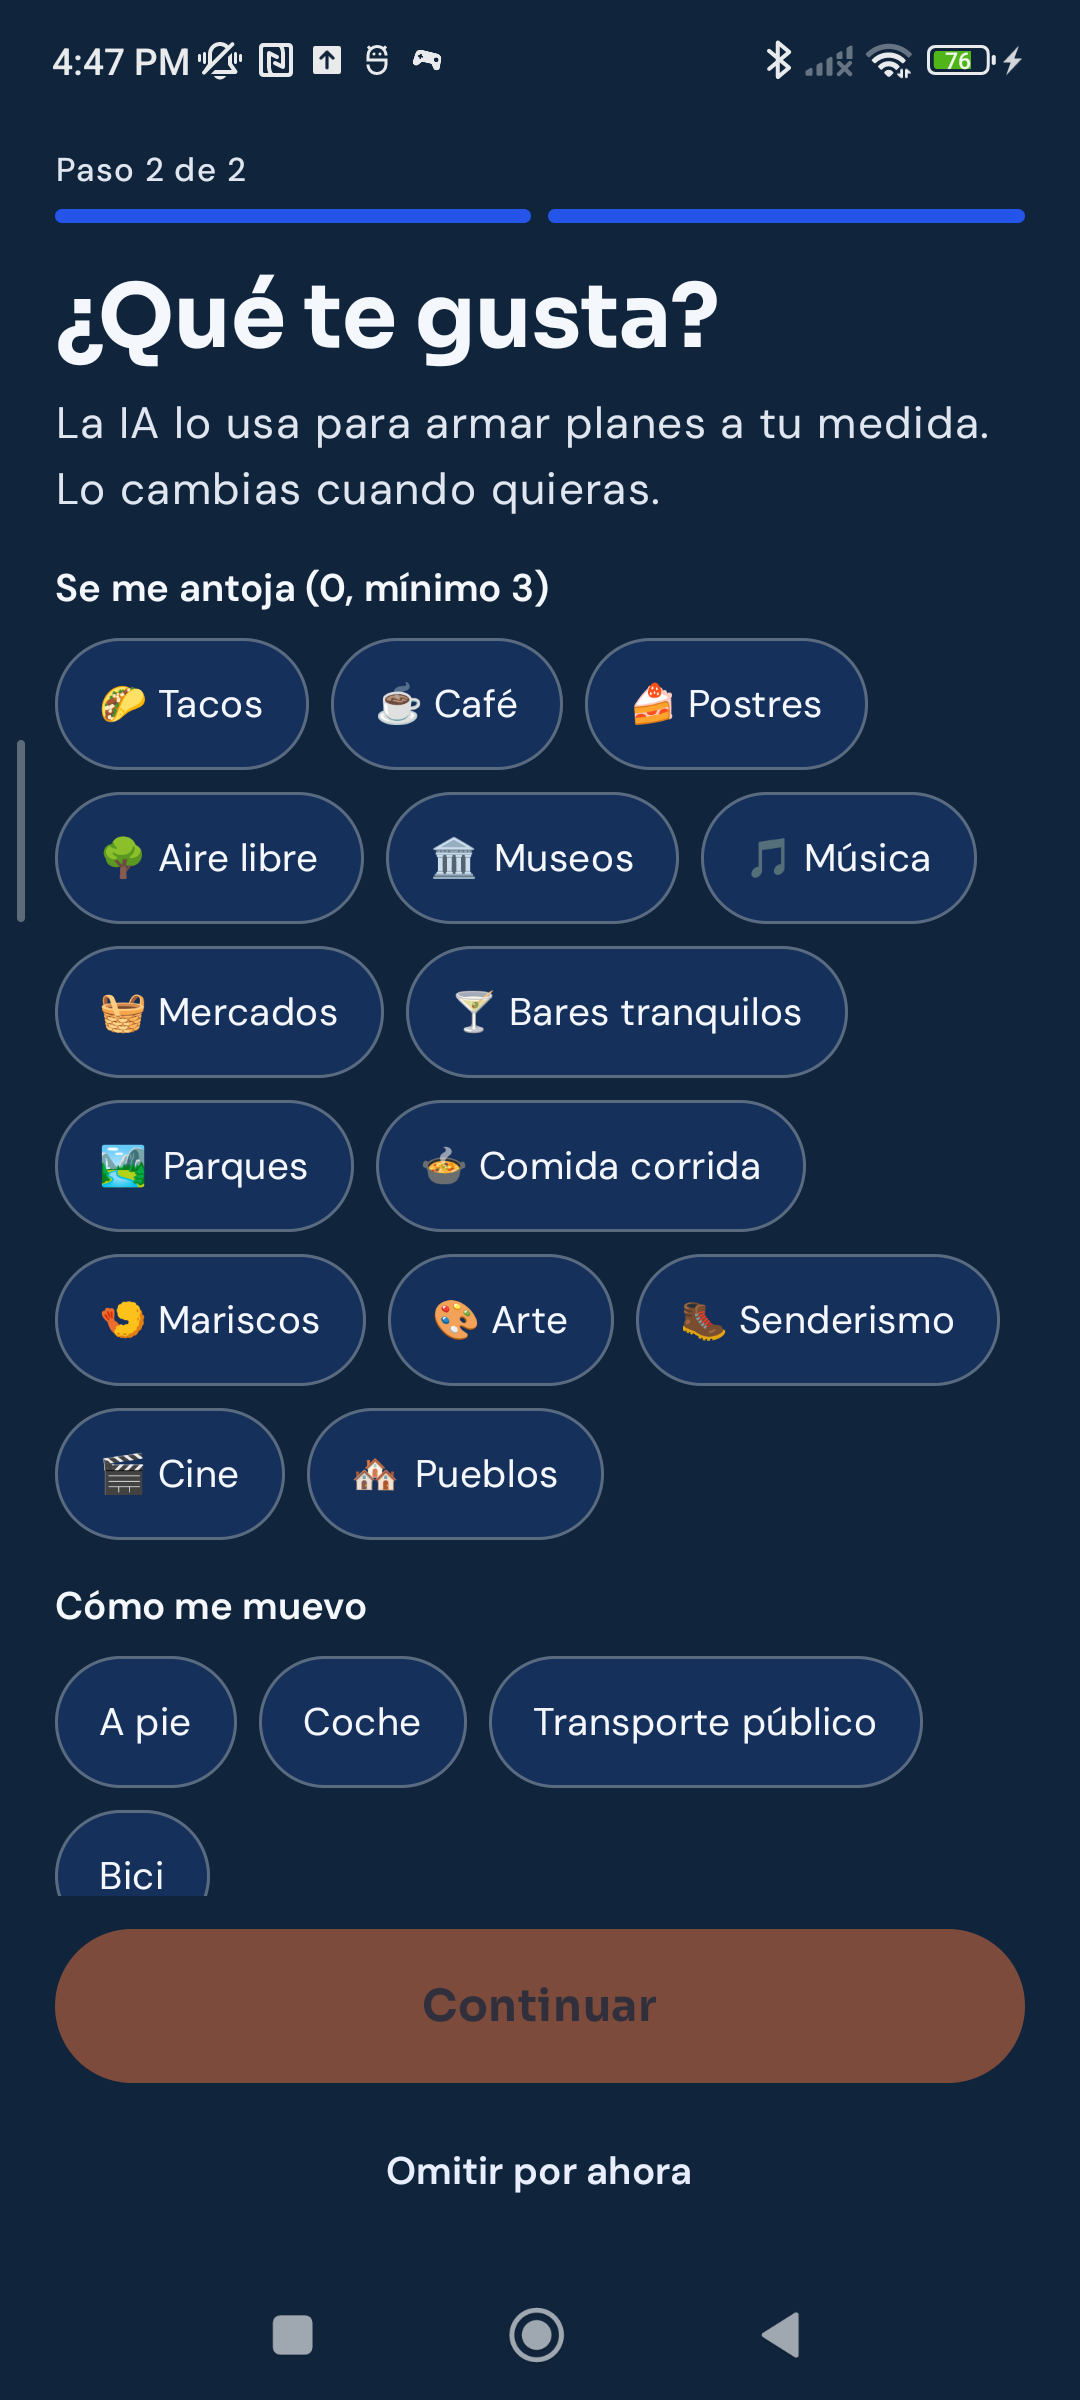 4:47 PM 76
Paso 2 de 2
¿Qué te gusta?
La IA lo usa para armar planes a tu medida.
Lo cambias cuando quieras.
Se me antoja (0, mínimo 3)
Tacos Café Postres
Aire libre Museos Música
Mercados Bares tranquilos
Parques Comida corrida
Mariscos Arte Senderismo
Cine Pueblos
Cómo me muevo
A pie Coche Transporte público
Bici
Continuar
Omitir por ahora